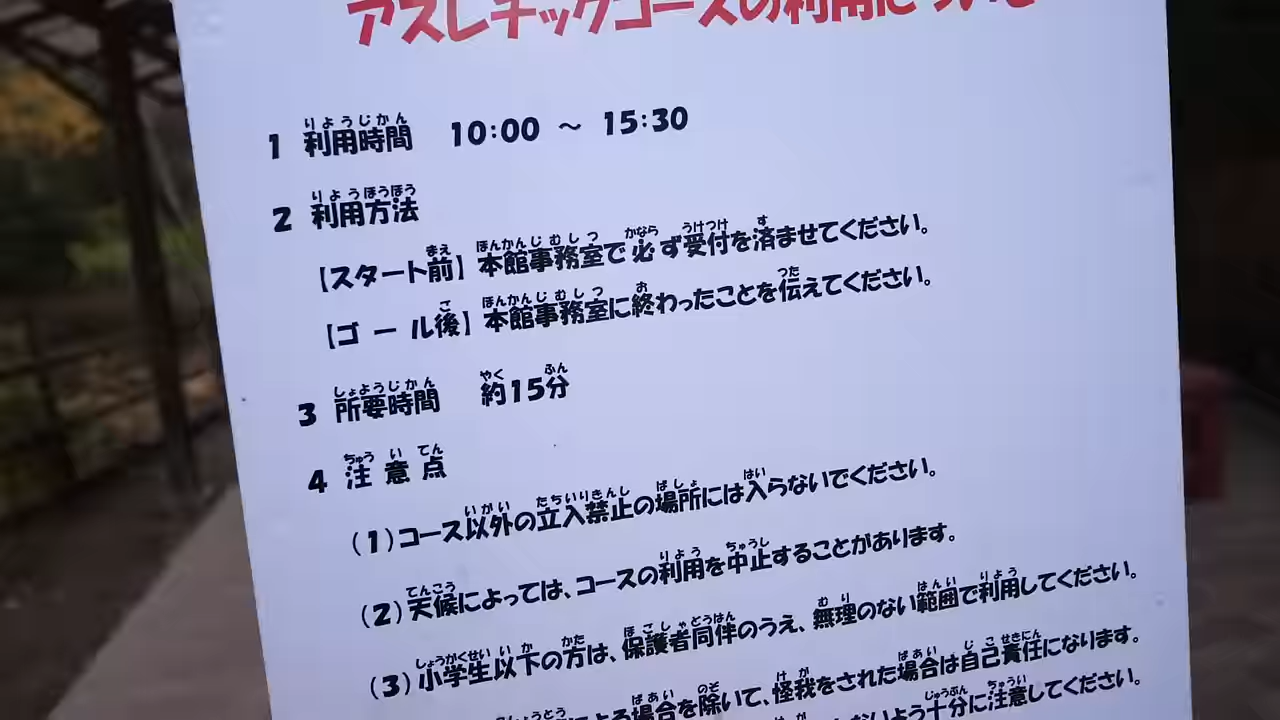 アスレチックコースの利用について
1 利用時間 10:00 ～ 15:30
2 利用方法
【スタート前】本館事務室で必ず受付を済ませてください。
【ゴール後】本館事務室に終わったことを伝えてください。
3 所要時間 約15分
4 注意点
（1）コース以外の立入禁止の場所には入らないでください。
（2）天候によっては、コースの利用を中止することがあります。
（3）小学生以下の方は、保護者同伴のうえ、無理のない範囲で利用してください。
による場合を除いて、怪我をされた場合は自己責任になります。
ないよう十分に注意してください。